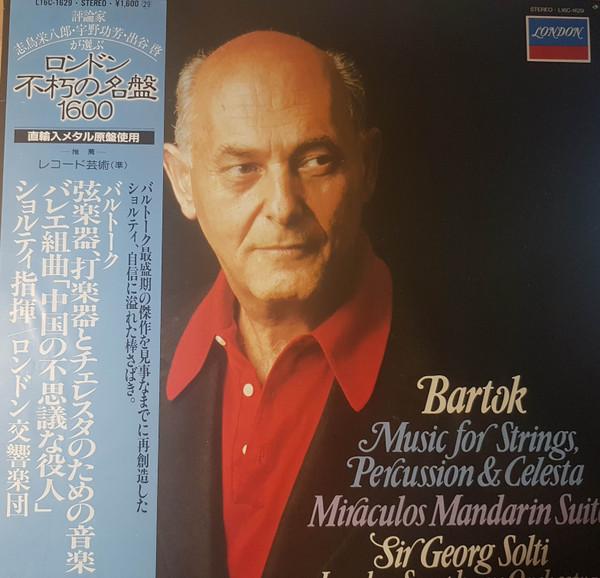 L16C-1629・STEREO・¥1,600 ⑳
評論家
志鳥栄八郎・宇野功芳・出谷啓
が選ぶ
ロンドン
不朽の名盤
1600
直輸入メタル原盤使用
推薦
レコード芸術(準)
バルトーク
弦楽器、打楽器とチェレスタのための音楽
バレエ組曲「中国の不思議な役人」
ショルティ指揮/ロンドン交響楽団
バルトーク最盛期の傑作を見事なまでに再創造した
ショルティ、自信に溢れた棒さばき。
STEREO・L16C-1629
LONDON
Bartok
Music for Strings,
Percussion & Celesta
Miraculos Mandarin Suite
Sir Georg Solti